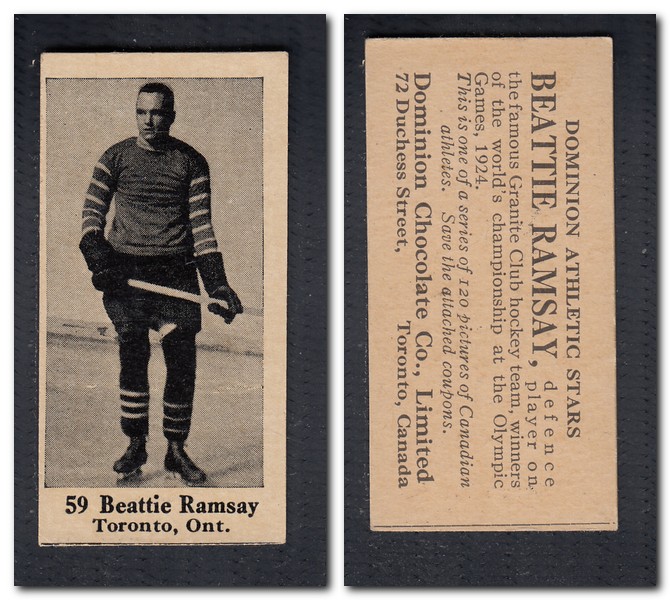 59 Beattie Ramsay
Toronto, Ont.
DOMINION ATHLETIC STARS
BEATTIE RAMSAY, defence
player on
the famous Granite Club hockey team, winners
of the world's championship at the Olympic
Games, 1924.
This is one of a series of 120 pictures of Canadian
athletes. Save the attached coupons.
Dominion Chocolate Co., Limited
72 Duchess Street, Toronto, Canada